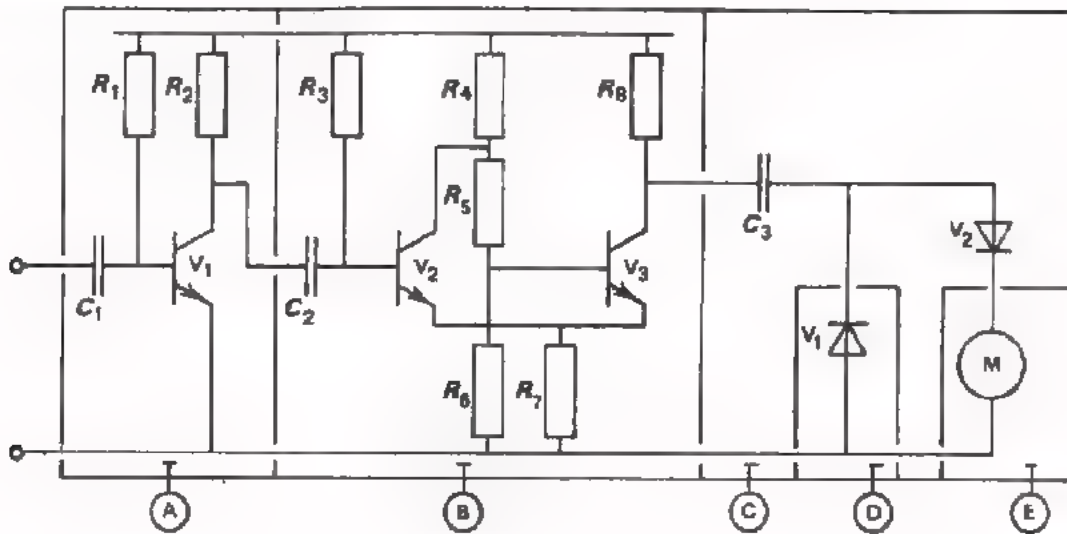 R1 R2 R3 R4 R8
R5
C3
V2
V1 V2 V3
C1 C2
V1
M
R6 R7
A B C D E